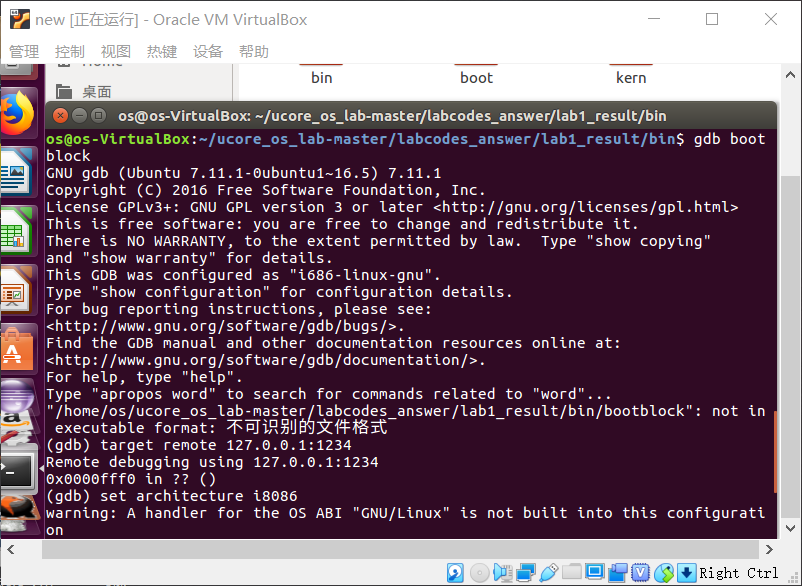 new [正在运行] - Oracle VM VirtualBox
管理 控制 视图 热键 设备 帮助
Home
桌面
bin boot kern
os@os-VirtualBox: ~/ucore_os_lab-master/labcodes_answer/lab1_result/bin
os@os-VirtualBox:~/ucore_os_lab-master/labcodes_answer/lab1_result/bin$ gdb boot
block
GNU gdb (Ubuntu 7.11.1-0ubuntu1~16.5) 7.11.1
Copyright (C) 2016 Free Software Foundation, Inc.
License GPLv3+: GNU GPL version 3 or later <http://gnu.org/licenses/gpl.html>
This is free software: you are free to change and redistribute it.
There is NO WARRANTY, to the extent permitted by law.  Type "show copying"
and "show warranty" for details.
This GDB was configured as "i686-linux-gnu".
Type "show configuration" for configuration details.
For bug reporting instructions, please see:
<http://www.gnu.org/software/gdb/bugs/>.
Find the GDB manual and other documentation resources online at:
<http://www.gnu.org/software/gdb/documentation/>.
For help, type "help".
Type "apropos word" to search for commands related to "word"...
"/home/os/ucore_os_lab-master/labcodes_answer/lab1_result/bin/bootblock": not in
 executable format: 不可识别的文件格式
(gdb) target remote 127.0.0.1:1234
Remote debugging using 127.0.0.1:1234
0x0000fff0 in ?? ()
(gdb) set architecture i8086
warning: A handler for the OS ABI "GNU/Linux" is not built into this configurati
on
Right Ctrl